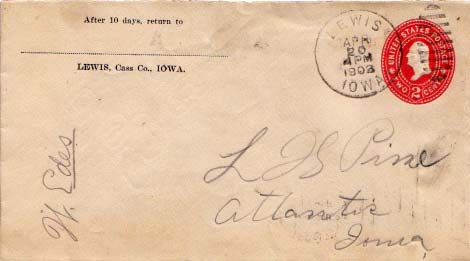 After 10 days, return to
LEWIS, Cass Co., IOWA.
LEWIS
APR
20
PM
1903
IOWA
UNITED STATES POSTAGE
TWO 2 CENTS
W. Edes
L
Atlantic
Iowa